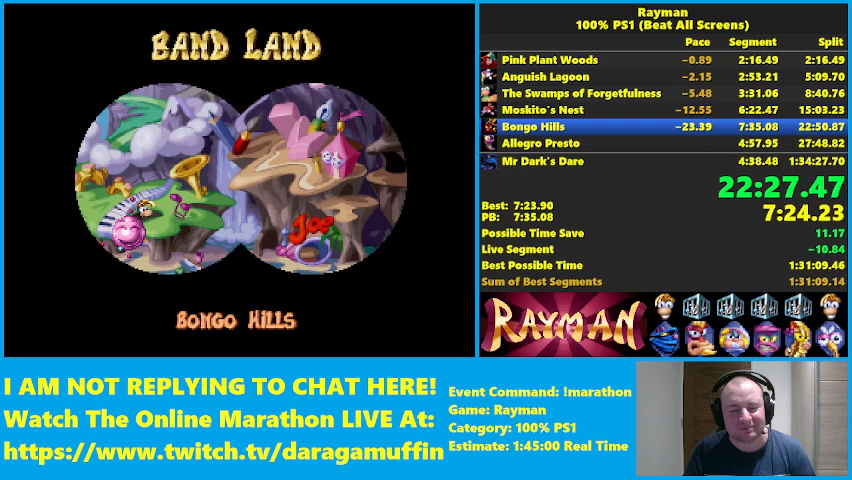 BAND LAND
Joe
BONGO HILLS
Rayman
100% PS1 (Beat All Screens)
Pace Segment Split
Pink Plant Woods −0.89 2:16.49 2:16.49
Anguish Lagoon −2.15 2:53.21 5:09.70
The Swamps of Forgetfulness −5.48 3:31.06 8:40.76
Moskito's Nest −12.55 6:22.47 15:03.23
Bongo Hills −23.39 7:35.08 22:50.87
Allegro Presto 4:57.95 27:48.82
Mr Dark's Dare 4:38.48 1:34:27.70
22:27.47
Best: 7:23.90
PB: 7:35.08
7:24.23
Possible Time Save 11.17
Live Segment −10.84
Best Possible Time 1:31:09.46
Sum of Best Segments 1:31:09.14
RAYMAN
I AM NOT REPLYING TO CHAT HERE!
Watch The Online Marathon LIVE At:
https://www.twitch.tv/daragamuffin
Event Command: !marathon
Game: Rayman
Category: 100% PS1
Estimate: 1:45:00 Real Time